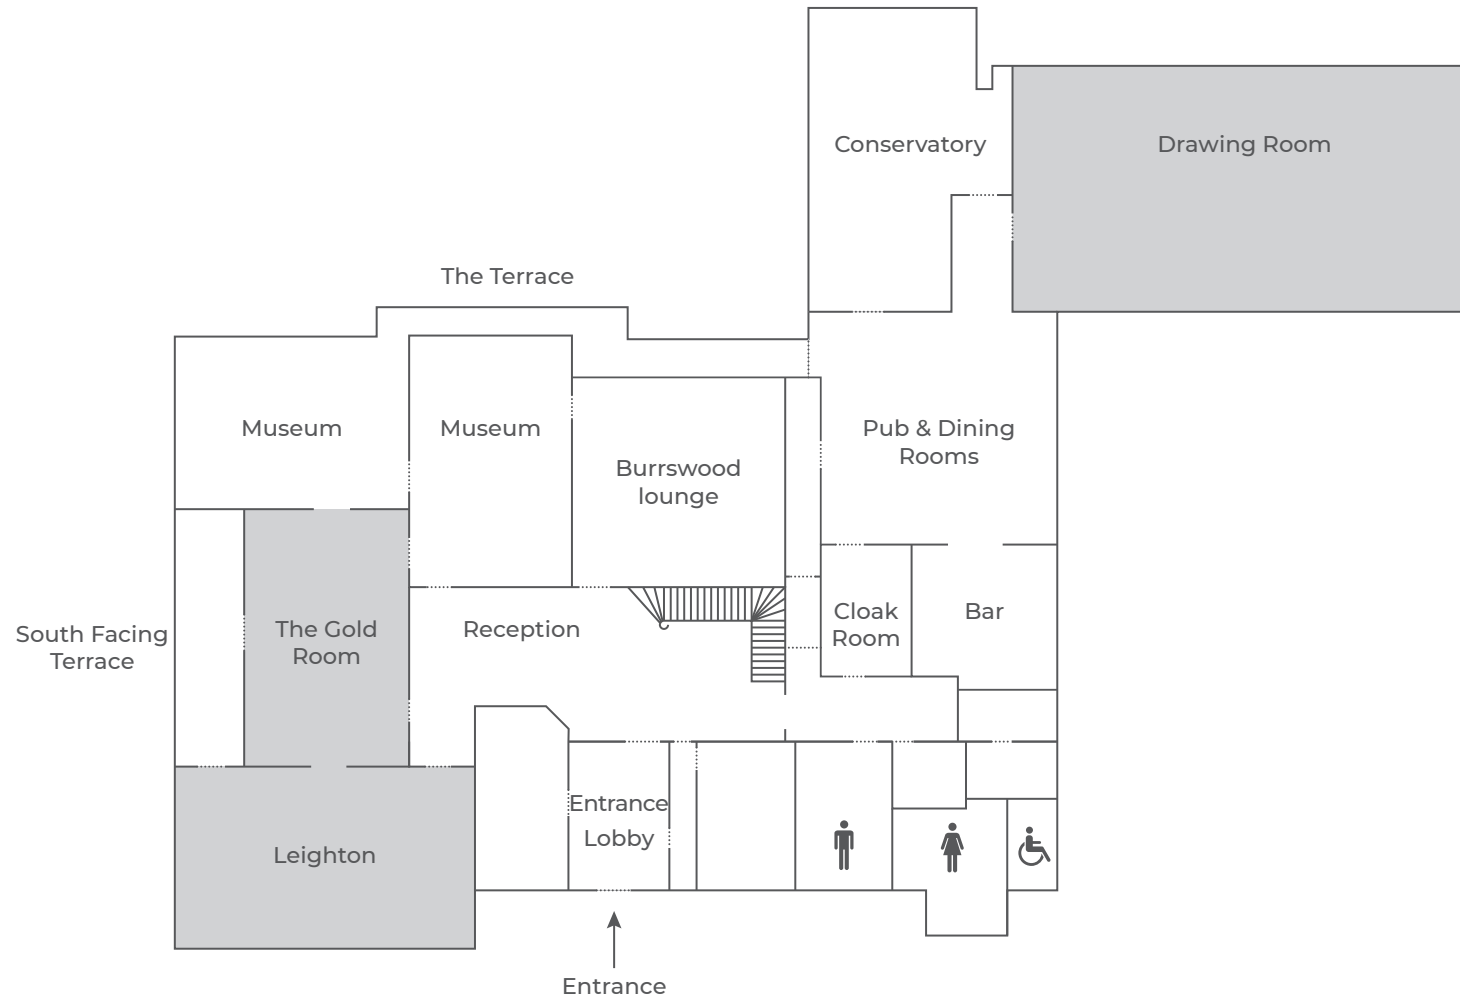 Conservatory
Drawing Room
The Terrace
Museum
Museum
Pub & Dining
Rooms
Burrswood
lounge
South Facing
Terrace
The Gold
Room
Reception
Cloak
Room
Bar
Entrance
Lobby
Leighton
Entrance